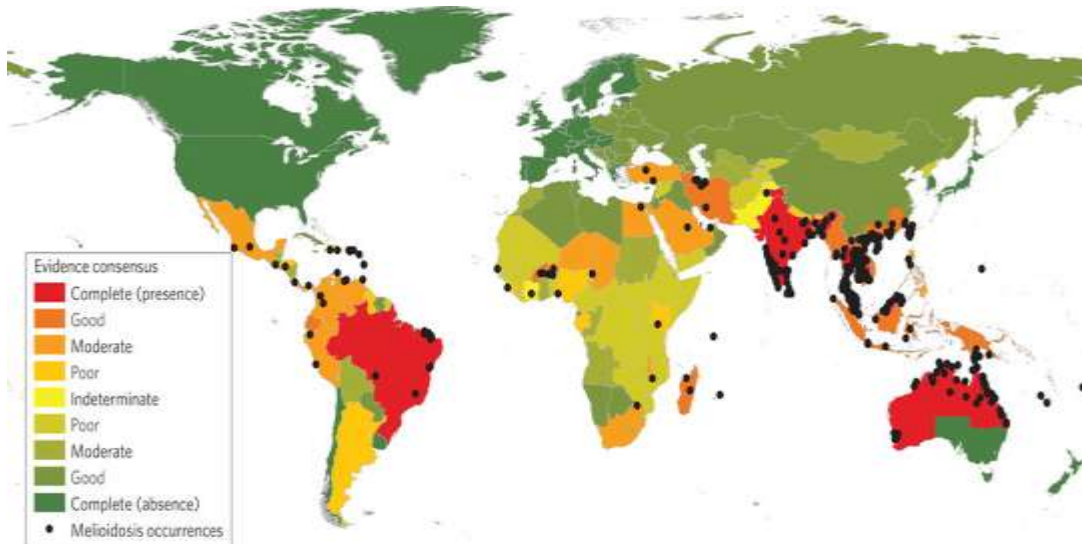 Evidence consensus
Complete (presence)
Good
Moderate
Poor
Indeterminate
Poor
Moderate
Good
Complete (absence)
Melioidosis occurrences